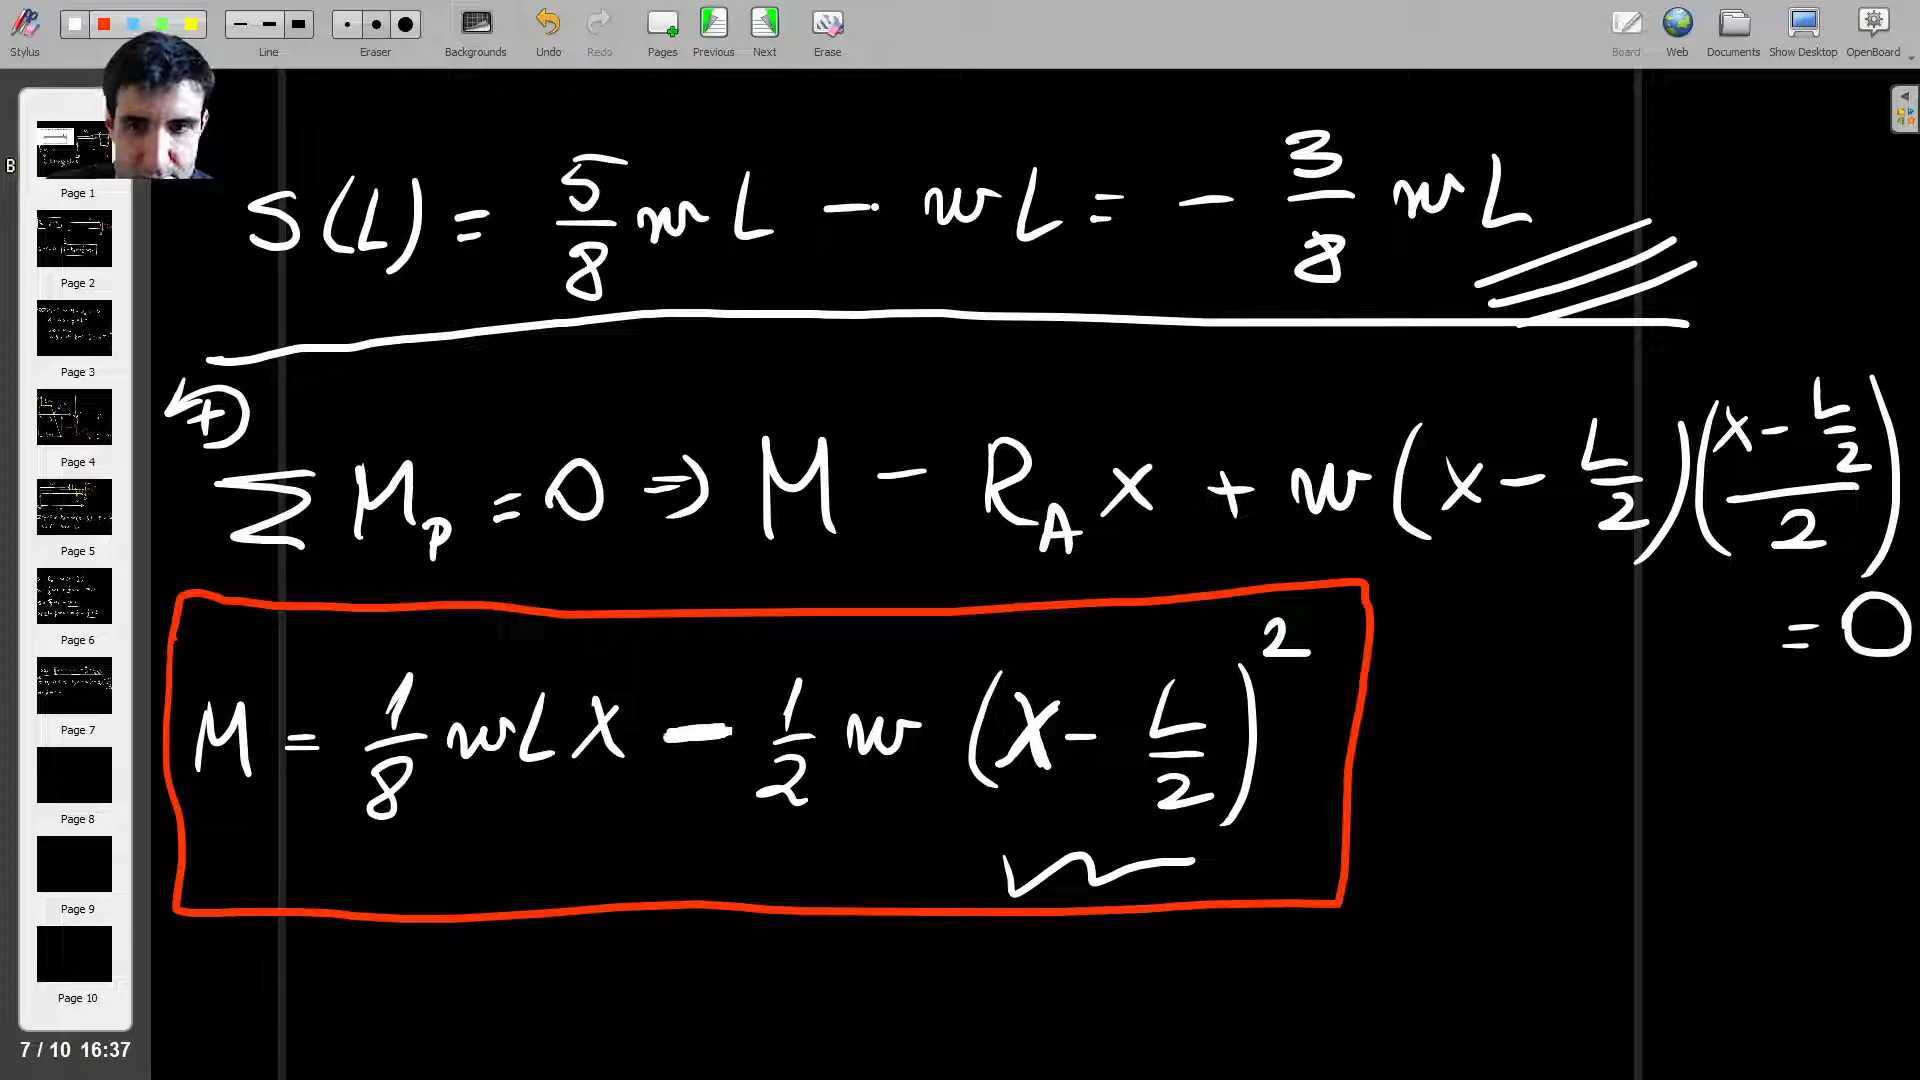 Stylus
Line
Eraser
Backgrounds
Undo
Redo
Pages
Previous
Next
Erase
Board
Web
Documents
Show Desktop
OpenBoard
B
Page 1
Page 2
Page 3
Page 4
Page 5
Page 6
Page 7
Page 8
Page 9
Page 10
7 / 10 16:37
S(L) = 5/8 wL - wL = - 3/8 wL
+
∑ M_p = 0 ⇒ M - R_A x + w (x - L/2) ((x - L/2)/2)
= 0
M = 1/8 wLx - 1/2 w (x - L/2)^2